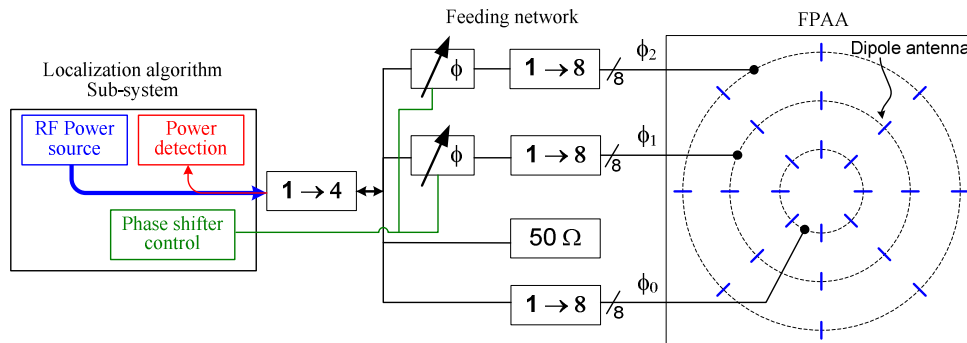 Feeding network
FPAA
Localization algorithm
Sub-system
RF Power
source
Power
detection
Phase shifter
control
1 → 4
ϕ
1 → 8
8
ϕ2
Dipole antenna
ϕ
1 → 8
8
ϕ1
50 Ω
1 → 8
8
ϕ0